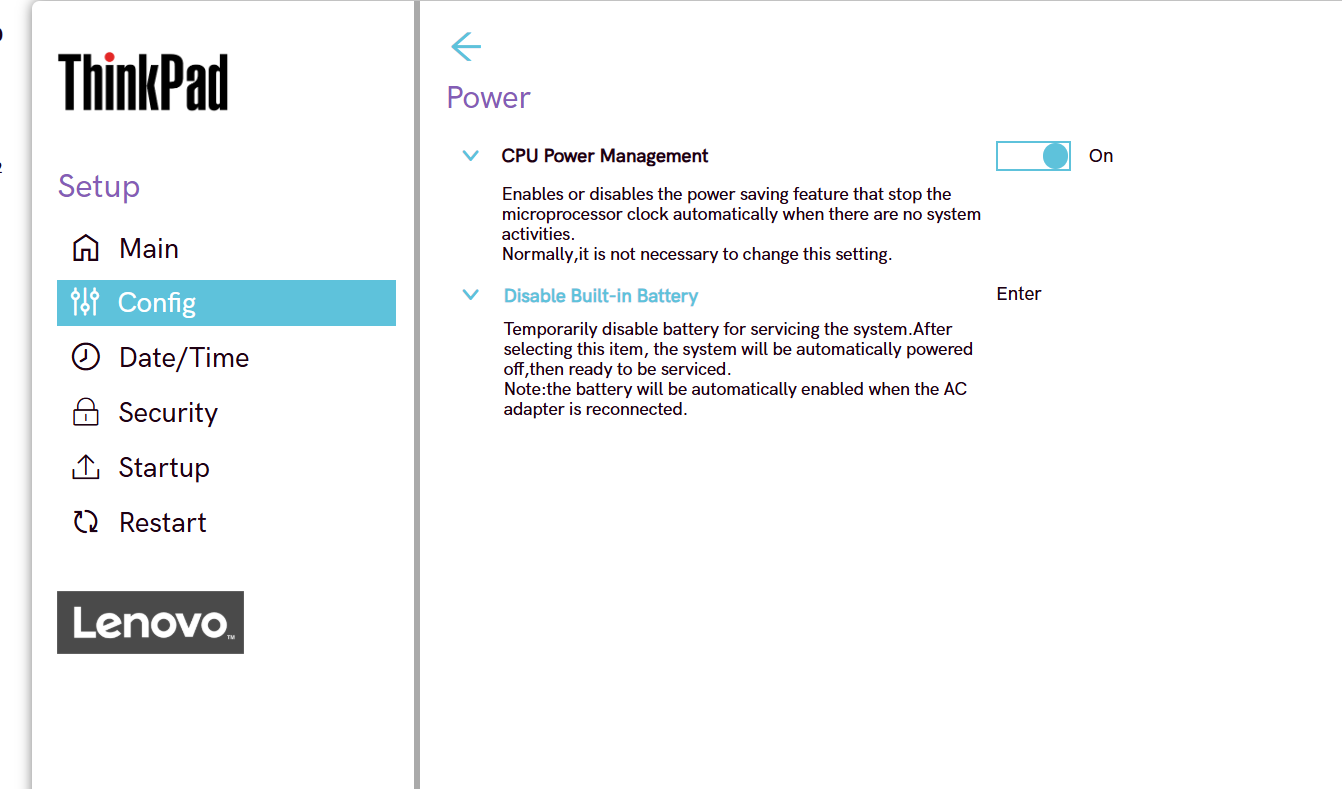 ThinkPad
Setup
Main
Config
Date/Time
Security
Startup
Restart
Lenovo™
Power
CPU Power Management
On
Enables or disables the power saving feature that stop the
microprocessor clock automatically when there are no system
activities.
Normally,it is not necessary to change this setting.
Disable Built-in Battery
Enter
Temporarily disable battery for servicing the system.After
selecting this item, the system will be automatically powered
off,then ready to be serviced.
Note:the battery will be automatically enabled when the AC
adapter is reconnected.